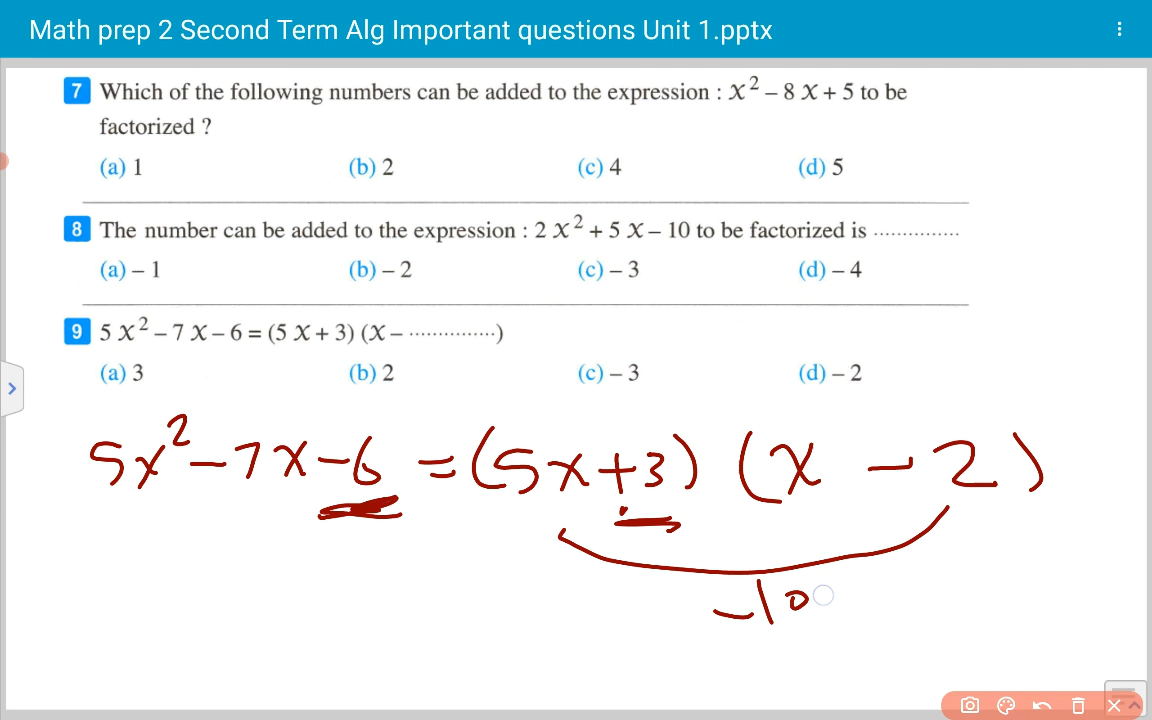 Math prep 2 Second Term Alg Important questions Unit 1.pptx
7 Which of the following numbers can be added to the expression : x² – 8 x + 5 to be
factorized ?
(a) 1 (b) 2 (c) 4 (d) 5
8 The number can be added to the expression : 2 x² + 5 x – 10 to be factorized is ...............
(a) – 1 (b) – 2 (c) – 3 (d) – 4
9 5 x² – 7 x – 6 = (5 x + 3) (x – ...............)
(a) 3 (b) 2 (c) – 3 (d) – 2
5x² – 7x – 6 = (5x + 3) (x – 2)
–10